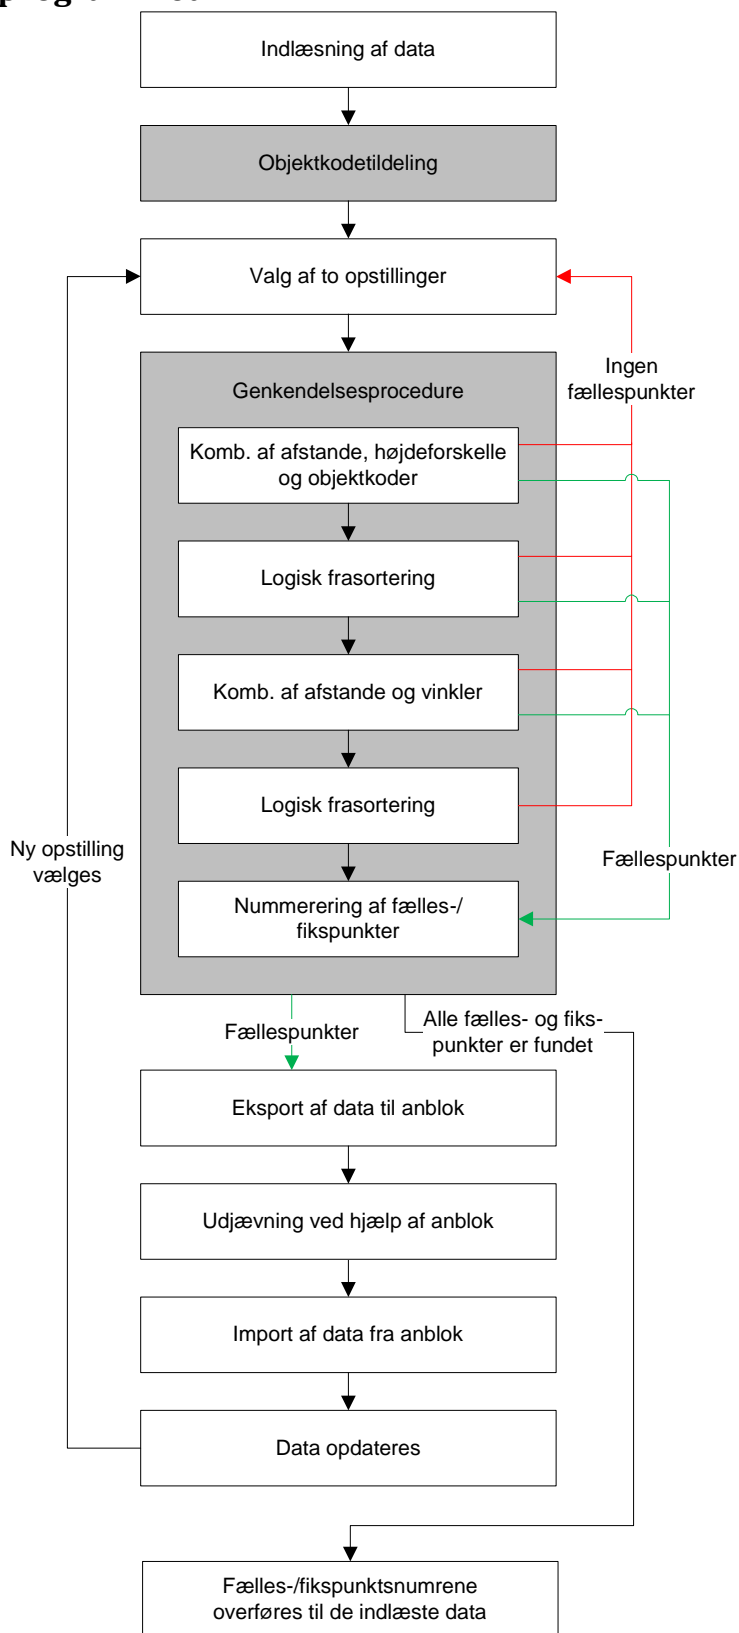 Indlæsning af data
Objektkodetildeling
Valg af to opstillinger
Ingen
fællespunkter
Genkendelsesprocedure
Komb. af afstande, højdeforskelle
og objektkoder
Logisk frasortering
Komb. af afstande og vinkler
Logisk frasortering
Ny opstilling
vælges
Fællespunkter
Nummerering af fælles-/
fikspunkter
Fællespunkter
Alle fælles- og fiks-
punkter er fundet
Eksport af data til anblok
Udjævning ved hjælp af anblok
Import af data fra anblok
Data opdateres
Fælles-/fikspunktsnumrene
overføres til de indlæste data